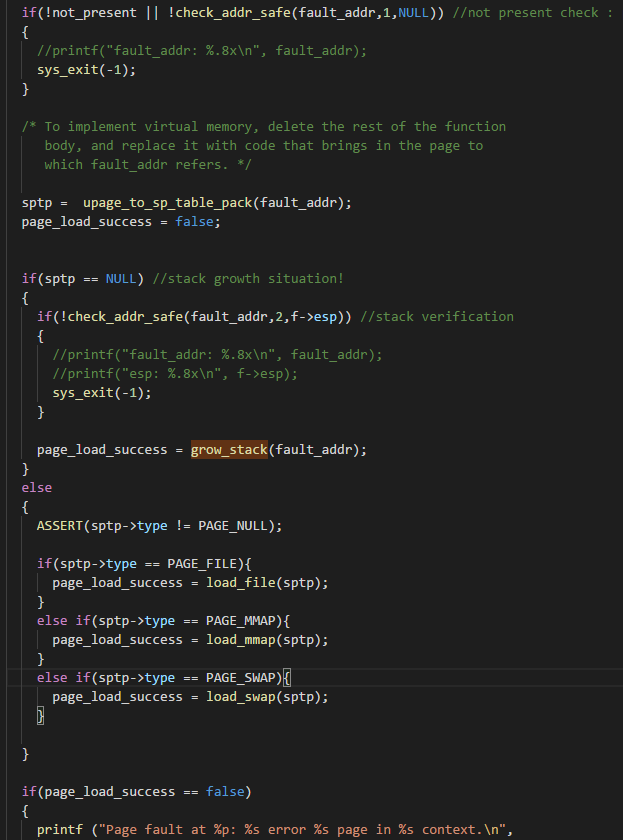 if(!not_present || !check_addr_safe(fault_addr,1,NULL)) //not present check :
{
//printf("fault_addr: %.8x\n", fault_addr);
sys_exit(-1);
}
/* To implement virtual memory, delete the rest of the function
body, and replace it with code that brings in the page to
which fault_addr refers. */
sptp =  upage_to_sp_table_pack(fault_addr);
page_load_success = false;
if(sptp == NULL) //stack growth situation!
{
if(!check_addr_safe(fault_addr,2,f->esp)) //stack verification
{
//printf("fault_addr: %.8x\n", fault_addr);
//printf("esp: %.8x\n", f->esp);
sys_exit(-1);
}
page_load_success = grow_stack(fault_addr);
}
else
{
ASSERT(sptp->type != PAGE_NULL);
if(sptp->type == PAGE_FILE){
page_load_success = load_file(sptp);
}
else if(sptp->type == PAGE_MMAP){
page_load_success = load_mmap(sptp);
}
else if(sptp->type == PAGE_SWAP){
page_load_success = load_swap(sptp);
}
}
if(page_load_success == false)
{
printf ("Page fault at %p: %s error %s page in %s context.\n",